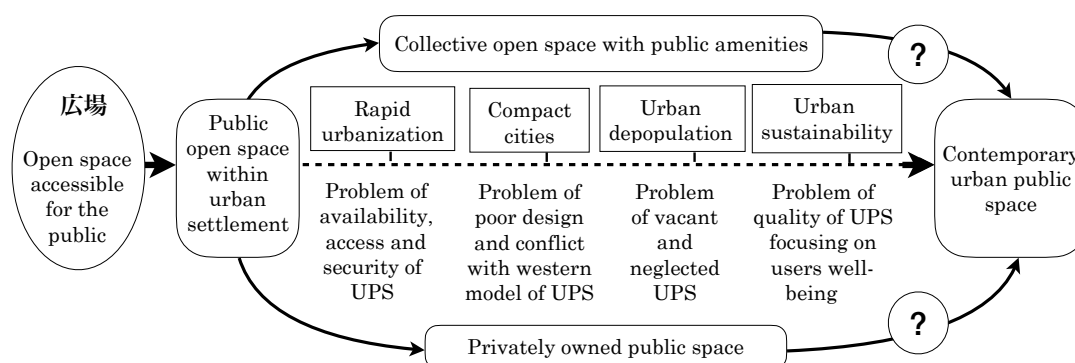 Collective open space with public amenities
?
広場
Open space
accessible
for the
public
Public
open space
within
urban
settlement
Rapid
urbanization
Compact
cities
Urban
depopulation
Urban
sustainability
Problem of
availability,
access and
security of
UPS
Problem of
poor design
and conflict
with western
model of UPS
Problem
of vacant
and
neglected
UPS
Problem of
quality of UPS
focusing on
users well-
being
Contemporary
urban public
space
Privately owned public space
?